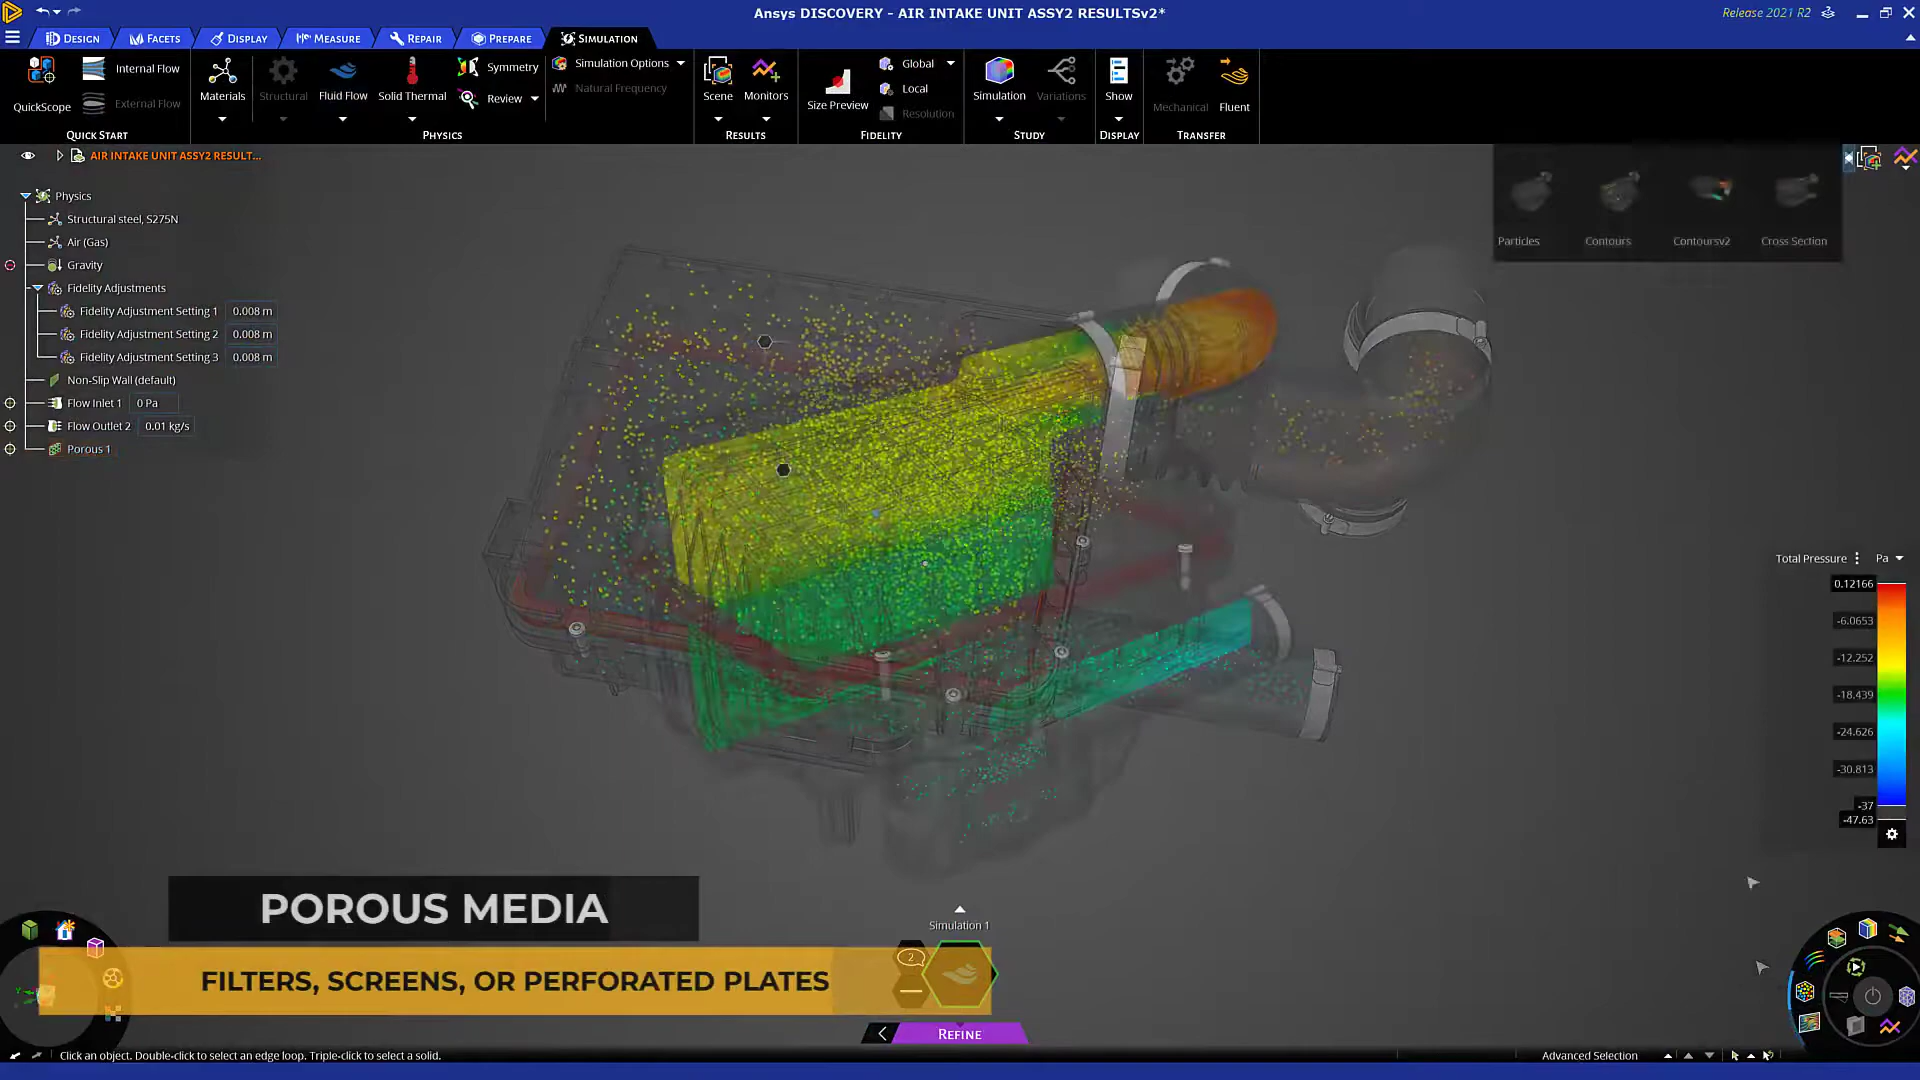 Ansys DISCOVERY - AIR INTAKE UNIT ASSY2 RESULTSv2*
Release 2021 R2
DESIGN
FACETS
DISPLAY
MEASURE
REPAIR
PREPARE
SIMULATION
QuickScope
Internal Flow
External Flow
QUICK START
Materials
Structural
Fluid Flow
Solid Thermal
Symmetry
Review
PHYSICS
Simulation Options
Natural Frequency
Scene
Monitors
RESULTS
Size Preview
Global
Local
Resolution
FIDELITY
Simulation
Variations
STUDY
Show
DISPLAY
Mechanical
Fluent
TRANSFER
AIR INTAKE UNIT ASSY2 RESULT...
Physics
Structural steel, S275N
Air (Gas)
Gravity
Fidelity Adjustments
Fidelity Adjustment Setting 1 0.008 m
Fidelity Adjustment Setting 2 0.008 m
Fidelity Adjustment Setting 3 0.008 m
Non-Slip Wall (default)
Flow Inlet 1 0 Pa
Flow Outlet 2 0.01 kg/s
Porous 1
Particles
Contours
Contoursv2
Cross Section
Total Pressure Pa
0.12166
-6.0653
-12.252
-18.439
-24.626
-30.813
-37
-47.63
POROUS MEDIA
FILTERS, SCREENS, OR PERFORATED PLATES
Simulation 1
2
REFINE
Click an object. Double-click to select an edge loop. Triple-click to select a solid.
Advanced Selection